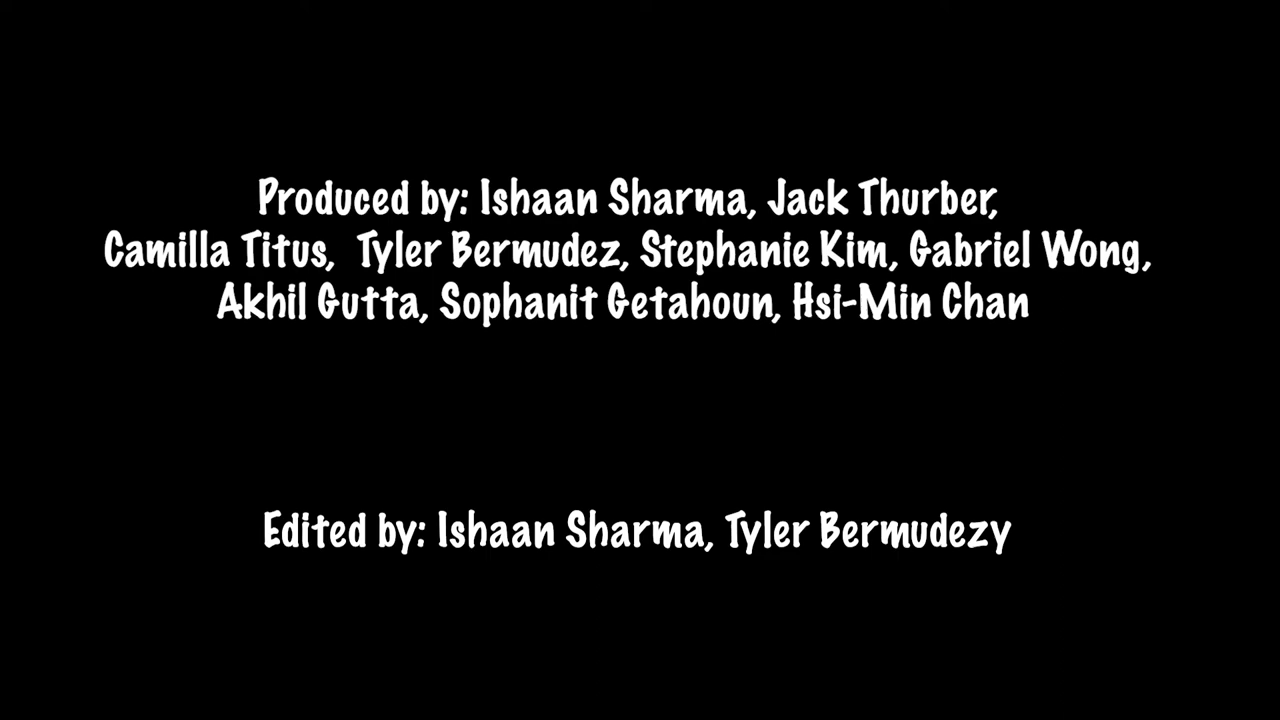 Produced by: Ishaan Sharma, Jack Thurber,
Camilla Titus,  Tyler Bermudez, Stephanie Kim, Gabriel Wong,
Akhil Gutta, Sophanit Getahoun, Hsi-Min Chan
Edited by: Ishaan Sharma, Tyler Bermudezy